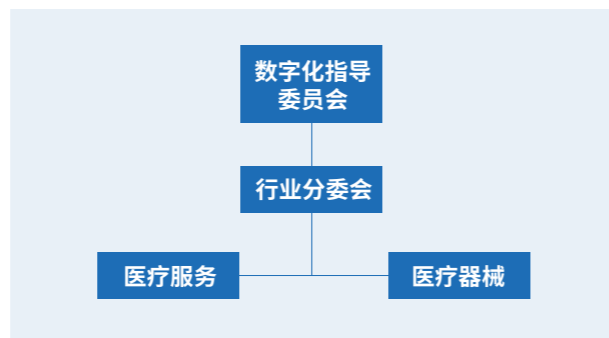 数字化指导
委员会
行业分委会
医疗服务
医疗器械